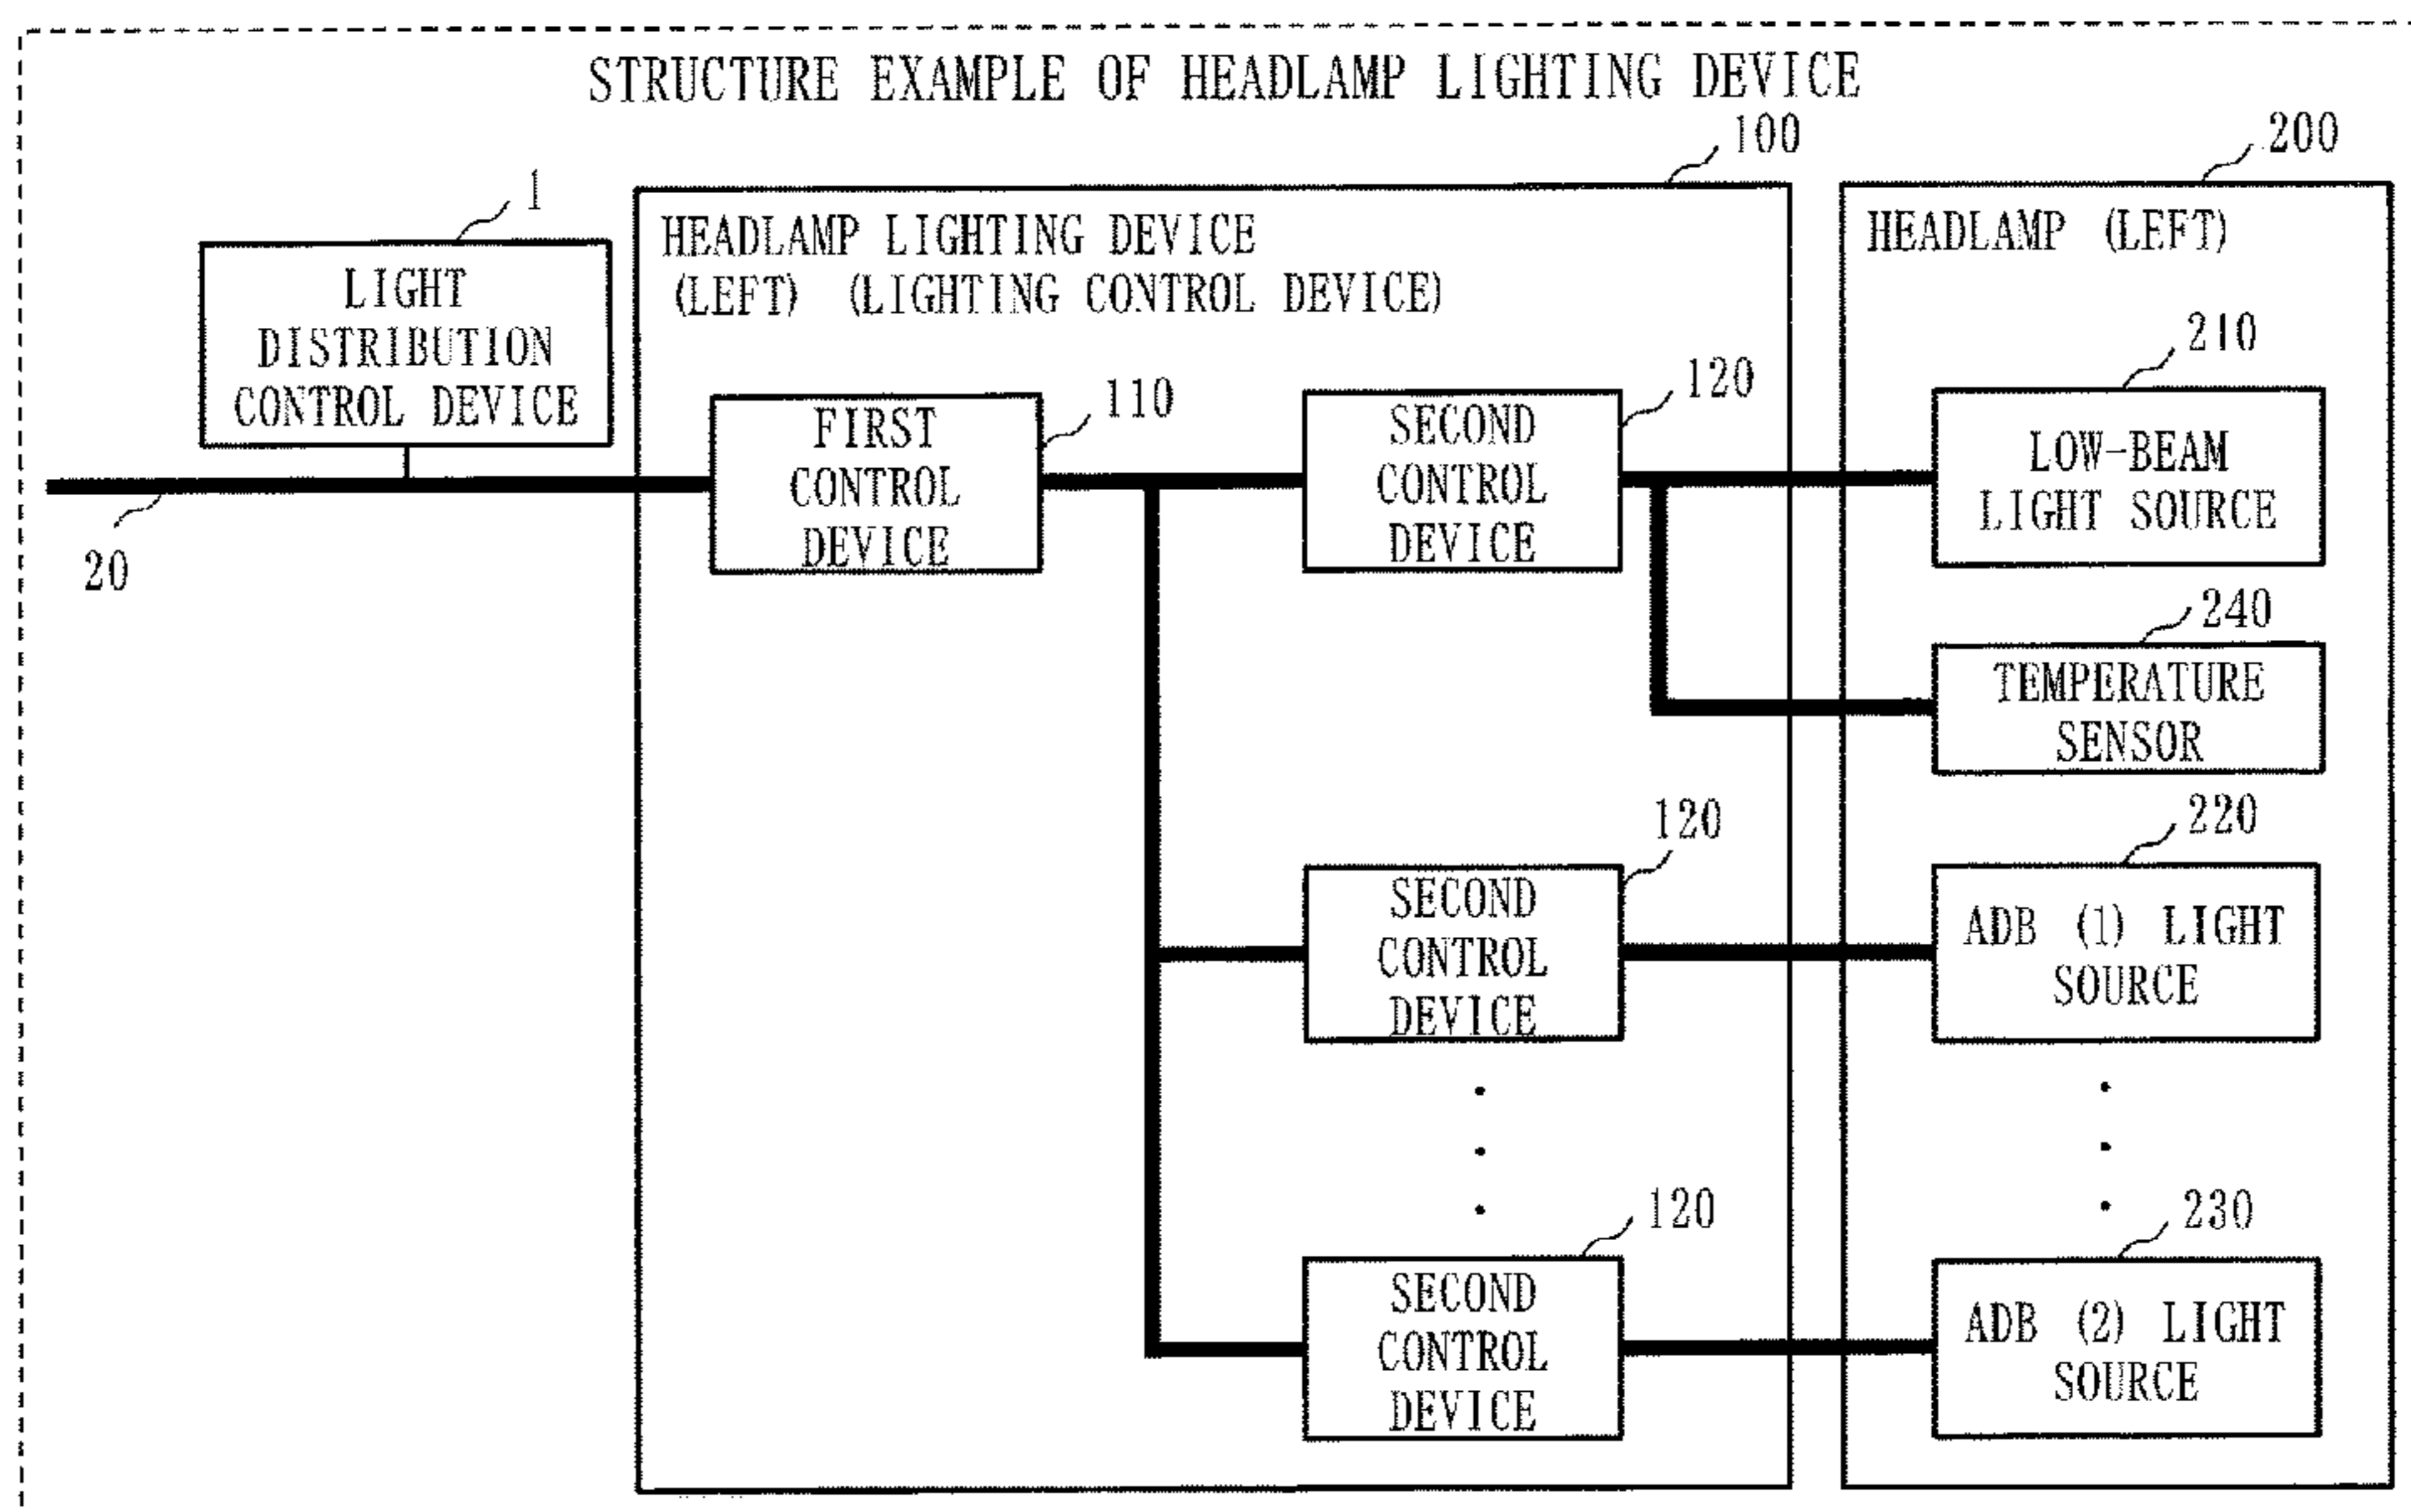 STRUCTURE EXAMPLE OF HEADLAMP LIGHTING DEVICE
100
200
1
HEADLAMP LIGHTING DEVICE
(LEFT) (LIGHTING CONTROL DEVICE)
HEADLAMP (LEFT)
LIGHT
DISTRIBUTION
CONTROL DEVICE
20
110
FIRST
CONTROL
DEVICE
120
SECOND
CONTROL
DEVICE
210
LOW-BEAM
LIGHT SOURCE
240
TEMPERATURE
SENSOR
120
SECOND
CONTROL
DEVICE
220
ADB (1) LIGHT
SOURCE
120
SECOND
CONTROL
DEVICE
230
ADB (2) LIGHT
SOURCE